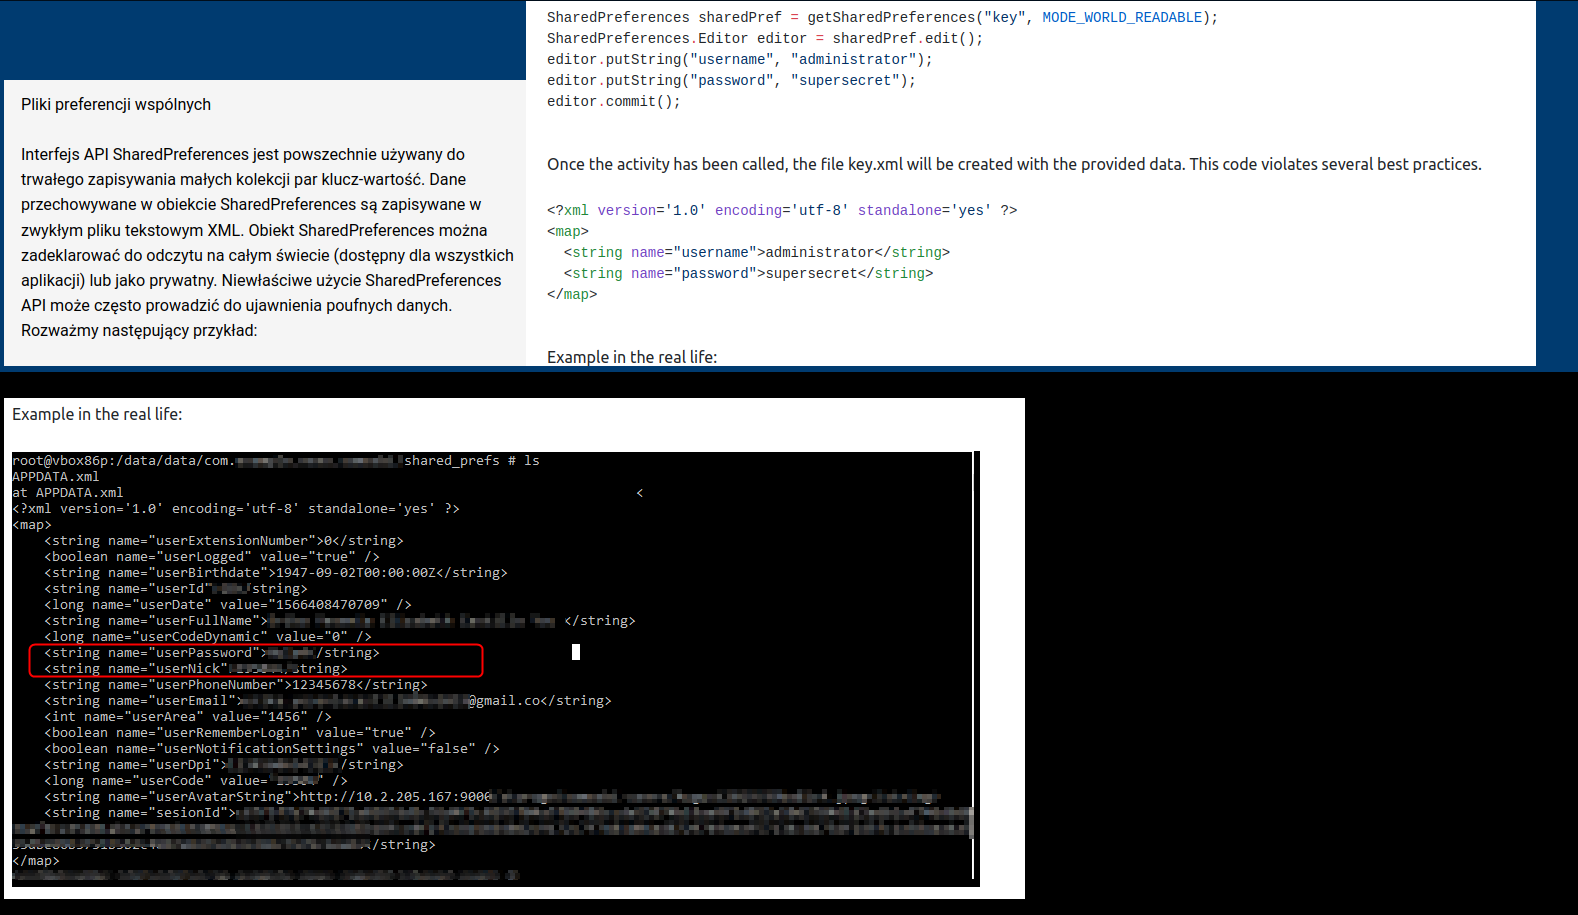 Pliki preferencji wspólnych
Interfejs API SharedPreferences jest powszechnie używany do
trwałego zapisywania małych kolekcji par klucz-wartość. Dane
przechowywane w obiekcie SharedPreferences są zapisywane w
zwykłym pliku tekstowym XML. Obiekt SharedPreferences można
zadeklarować do odczytu na całym świecie (dostępny dla wszystkich
aplikacji) lub jako prywatny. Niewłaściwe użycie SharedPreferences
API może często prowadzić do ujawnienia poufnych danych.
Rozważmy następujący przykład:
SharedPreferences sharedPref = getSharedPreferences("key", MODE_WORLD_READABLE);
SharedPreferences.Editor editor = sharedPref.edit();
editor.putString("username", "administrator");
editor.putString("password", "supersecret");
editor.commit();
Once the activity has been called, the file key.xml will be created with the provided data. This code violates several best practices.
<?xml version='1.0' encoding='utf-8' standalone='yes' ?>
<map>
  <string name="username">administrator</string>
  <string name="password">supersecret</string>
</map>
Example in the real life:
Example in the real life:
root@vbox86p:/data/data/com. shared_prefs # ls
APPDATA.xml
at APPDATA.xml <
<?xml version='1.0' encoding='utf-8' standalone='yes' ?>
<map>
    <string name="userExtensionNumber">0</string>
    <boolean name="userLogged" value="true" />
    <string name="userBirthdate">1947-09-02T00:00:00Z</string>
    <string name="userId" string>
    <long name="userDate" value="1566408470709" />
    <string name="userFullName"> </string>
    <long name="userCodeDynamic" value="0" />
    <string name="userPassword"> /string>
    <string name="userNick" string>
    <string name="userPhoneNumber">12345678</string>
    <string name="userEmail"> @gmail.co</string>
    <int name="userArea" value="1456" />
    <boolean name="userRememberLogin" value="true" />
    <boolean name="userNotificationSettings" value="false" />
    <string name="userDpi"> /string>
    <long name="userCode" value= " />
    <string name="userAvatarString">http://10.2.205.167:9000
    <string name="sesionId">
</string>
</map>